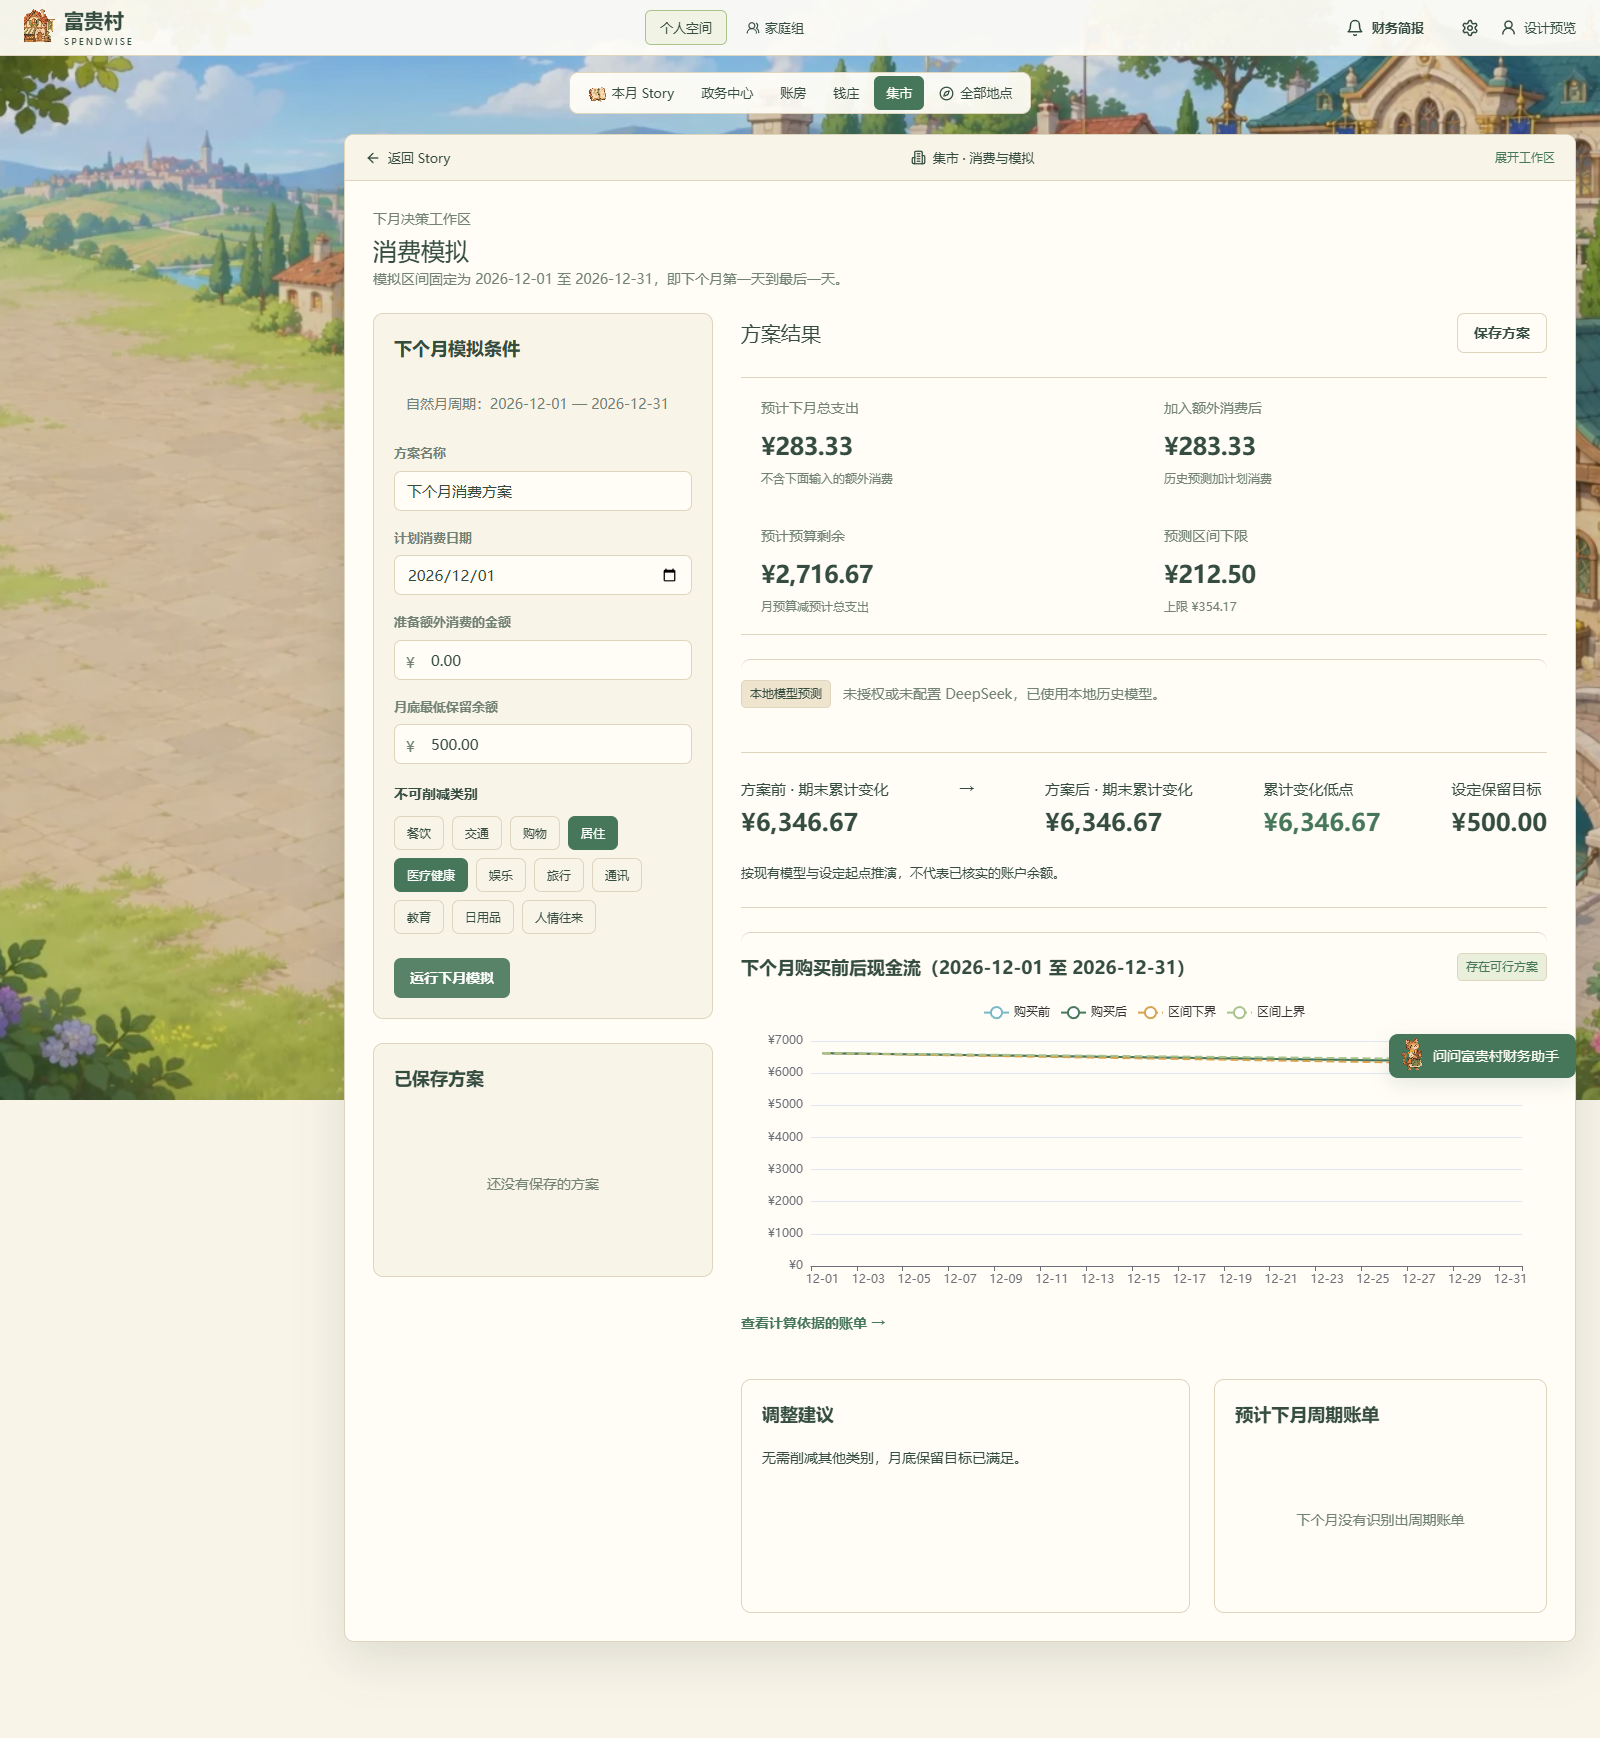 富贵村
SPENDWISE
个人空间
家庭组
财务简报
设计预览
本月 Story
政务中心
账房
钱庄
集市
全部地点
返回 Story
集市 · 消费与模拟
展开工作区
下月决策工作区
消费模拟
模拟区间固定为 2026-12-01 至 2026-12-31，即下个月第一天到最后一天。
下个月模拟条件
自然月周期：2026-12-01 — 2026-12-31
方案名称
下个月消费方案
计划消费日期
2026/12/01
准备额外消费的金额
¥ 0.00
月底最低保留余额
¥ 500.00
不可削减类别
餐饮 交通 购物 居住
医疗健康 娱乐 旅行 通讯
教育 日用品 人情往来
运行下月模拟
已保存方案
还没有保存的方案
方案结果
保存方案
预计下月总支出
¥283.33
不含下面输入的额外消费
加入额外消费后
¥283.33
历史预测加计划消费
预计预算剩余
¥2,716.67
月预算减预计总支出
预测区间下限
¥212.50
上限 ¥354.17
本地模型预测
未授权或未配置 DeepSeek，已使用本地历史模型。
方案前 · 期末累计变化
¥6,346.67
→
方案后 · 期末累计变化
¥6,346.67
累计变化低点
¥6,346.67
设定保留目标
¥500.00
按现有模型与设定起点推演，不代表已核实的账户余额。
下个月购买前后现金流（2026-12-01 至 2026-12-31）
存在可行方案
购买前 购买后 区间下界 区间上界
¥7000
¥6000
¥5000
¥4000
¥3000
¥2000
¥1000
¥0
12-01 12-03 12-05 12-07 12-09 12-11 12-13 12-15 12-17 12-19 12-21 12-23 12-25 12-27 12-29 12-31
问问富贵村财务助手
查看计算依据的账单 →
调整建议
无需削减其他类别，月底保留目标已满足。
预计下月周期账单
下个月没有识别出周期账单